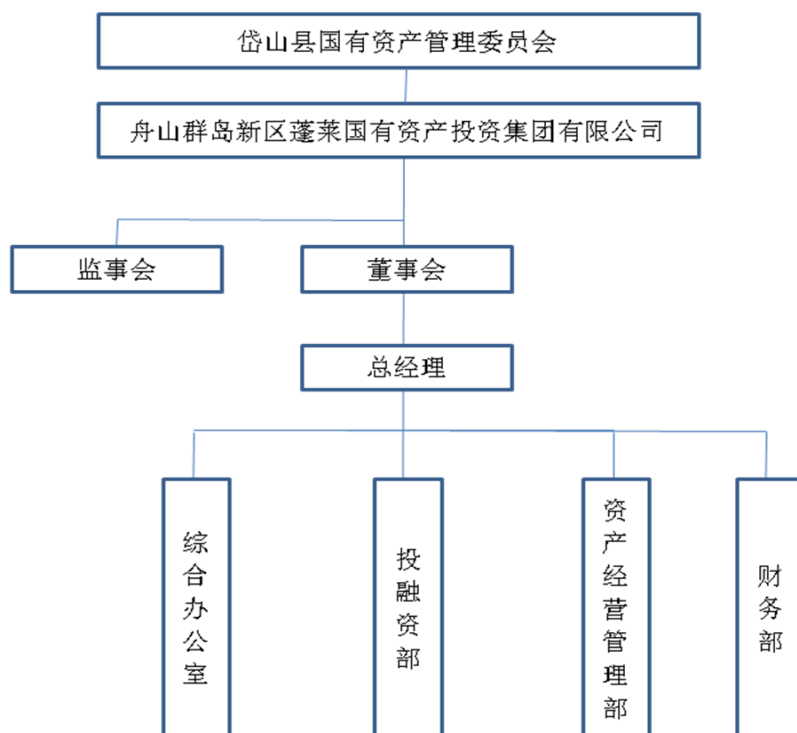 岱山县国有资产管理委员会
舟山群岛新区蓬莱国有资产投资集团有限公司
监事会
董事会
总经理
综合办公室
投融资部
资产经营管理部
财务部